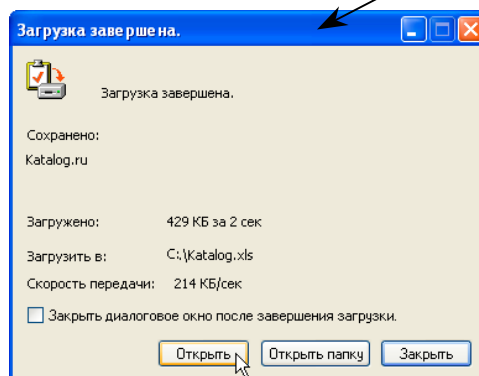 Загрузка завершена.
Загрузка завершена.
Сохранено:
Katalog.ru
Загружено: 429 КБ за 2 сек
Загрузить в: C:\Katalog.xls
Скорость передачи: 214 КБ/сек
Закрыть диалоговое окно после завершения загрузки.
Открыть Открыть папку Закрыть